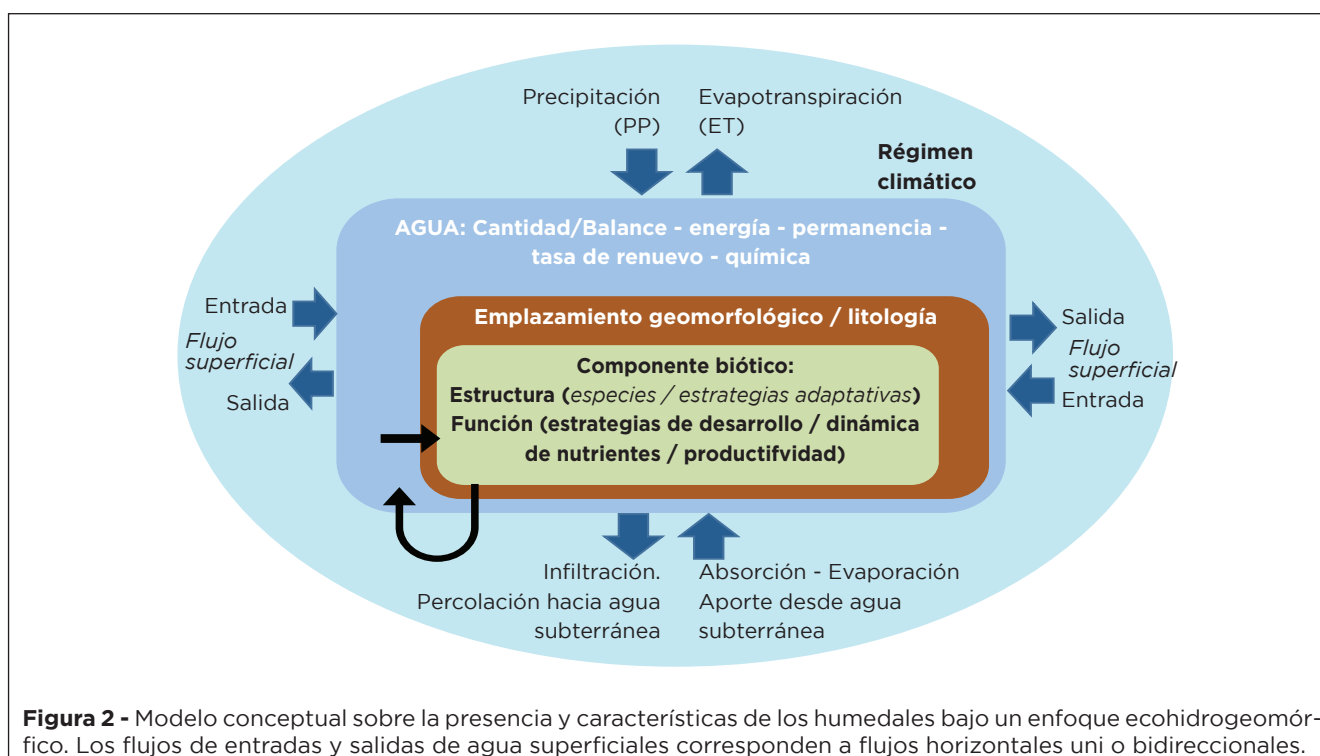 Precipitación
(PP)
Evapotranspiración
(ET)
Régimen
climático
AGUA: Cantidad/Balance - energía - permanencia -
tasa de renuevo - química
Entrada
Flujo
superficial
Salida
Emplazamiento geomorfológico / litología
Componente biótico:
Estructura (especies / estrategias adaptativas)
Función (estrategias de desarrollo / dinámica
de nutrientes / productifvidad)
Salida
Flujo
superficial
Entrada
Infiltración.
Percolación hacia agua
subterránea
Absorción - Evaporación
Aporte desde agua
subterránea
Figura 2 - Modelo conceptual sobre la presencia y características de los humedales bajo un enfoque ecohidrogeomór-
fico. Los flujos de entradas y salidas de agua superficiales corresponden a flujos horizontales uni o bidireccionales.